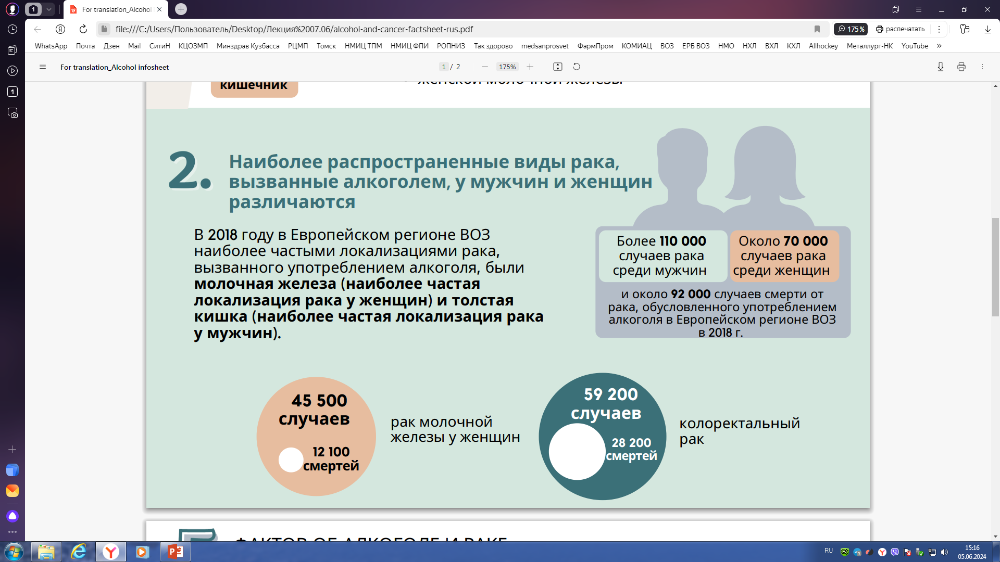 1
For translation_Alcohol
file:///C:/Users/Пользователь/Desktop/Лекция%2007.06/alcohol-and-cancer-factsheet-rus.pdf
175%
распечатать
WhatsApp Почта Дзен Mail СитиН КЦОЗМП Минздрав Кузбасса РЦМП Томск НМИЦ ТПМ НМИЦ ФПИ РОПНИЗ Так здорово medsanprosvet ФармПром КОМИАЦ ВОЗ ЕРБ ВОЗ НМО НХЛ ВХЛ КХЛ Allhockey Металлург-НК YouTube »
For translation_Alcohol infosheet
1 / 2
175%
1
кишечник
женской молочной железы
2.
Наиболее распространенные виды рака,
вызванные алкоголем, у мужчин и женщин
различаются
В 2018 году в Европейском регионе ВОЗ
наиболее частыми локализациями рака,
вызванного употреблением алкоголя, были
молочная железа (наиболее частая
локализация рака у женщин) и толстая
кишка (наиболее частая локализация рака
у мужчин).
Более 110 000
случаев рака
среди мужчин
Около 70 000
случаев рака
среди женщин
и около 92 000 случаев смерти от
рака, обусловленного употреблением
алкоголя в Европейском регионе ВОЗ
в 2018 г.
45 500
случаев
12 100
смертей
рак молочной
железы у женщин
59 200
случаев
28 200
смертей
колоректальный
рак
ФАКТОВ ОБ АЛКОГОЛЕ И РАКЕ
RU
15:16
05.06.2024